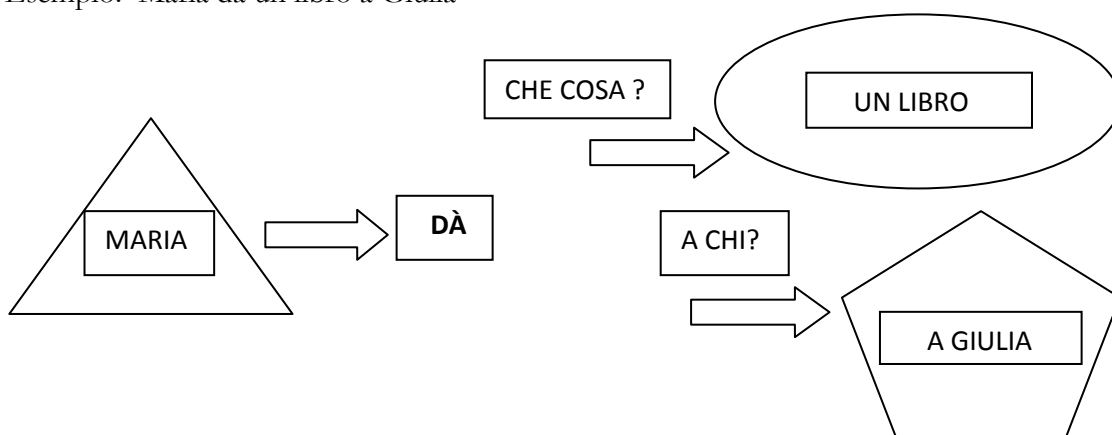 Esempio: Maria dà un libro a Giulia
CHE COSA ?
UN LIBRO
MARIA
DÀ
A CHI?
A GIULIA